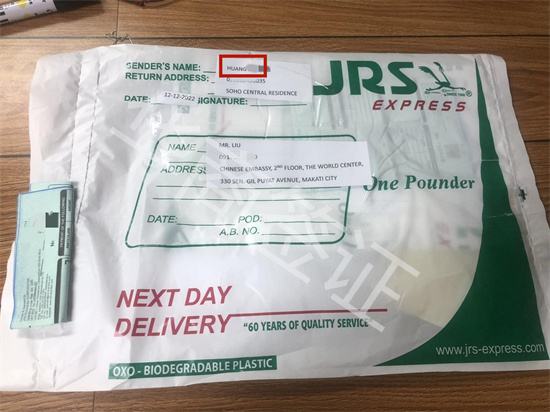 SENDER'S NAME:
HUANG
RETURN ADDRESS:
SOHO CENTRAL RESIDENCE
DATE: 12-12-2022 SIGNATURE:
JRS
EXPRESS
NAME MR. LIU
ADDRESS CHINESE EMBASSY, 2ND FLOOR, THE WORLD CENTER,
330 SEN. GIL PUYAT AVENUE, MAKATI CITY
One Pounder
DATE: POD:
A.B. NO.
NEXT DAY
DELIVERY "60 YEARS OF QUALITY SERVICE"
www.jrs-express.com
OXO - BIODEGRADABLE PLASTIC
签证